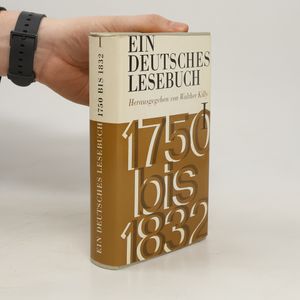 EIN
DEUTSCHES
LESEBUCH
Herausgegeben von Walther Killy
I
1750
bis
1832
I
EIN DEUTSCHES LESEBUCH 1750 BIS 1832